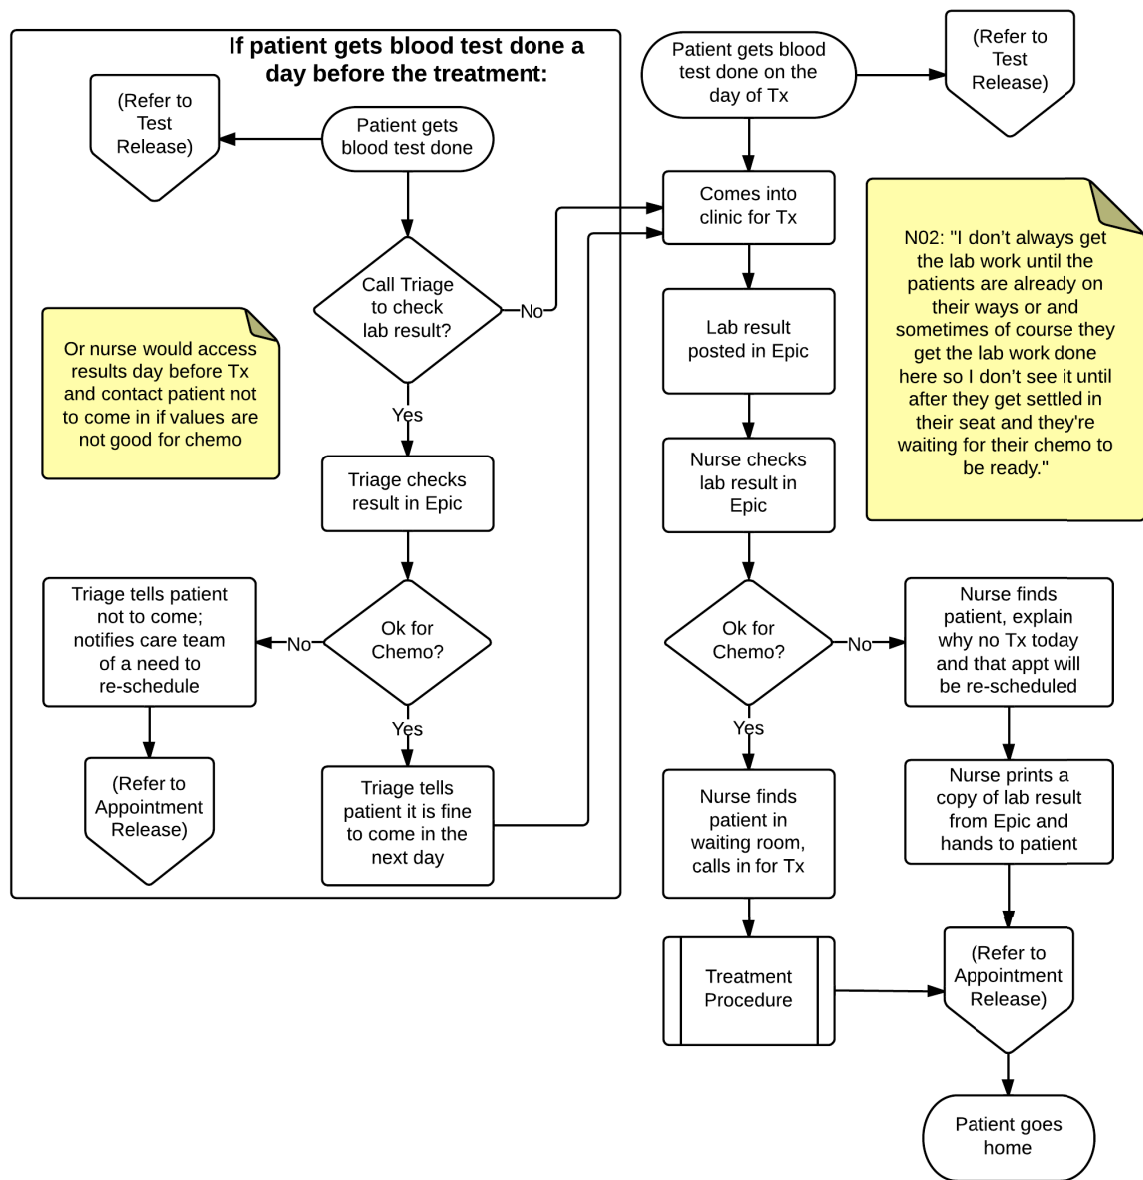 If patient gets blood test done a
day before the treatment:
(Refer to
Test
Release)
Patient gets
blood test done
Call Triage
to check
lab result?
No
Yes
Or nurse would access
results day before Tx
and contact patient not
to come in if values are
not good for chemo
Triage checks
result in Epic
Ok for
Chemo?
No
Yes
Triage tells patient
not to come;
notifies care team
of a need to
re-schedule
(Refer to
Appointment
Release)
Triage tells
patient it is fine
to come in the
next day
Patient gets blood
test done on the
day of Tx
(Refer to
Test
Release)
Comes into
clinic for Tx
Lab result
posted in Epic
N02: "I don't always get
the lab work until the
patients are already on
their ways or and
sometimes of course they
get the lab work done
here so I don't see it until
after they get settled in
their seat and they're
waiting for their chemo to
be ready."
Nurse checks
lab result in
Epic
Ok for
Chemo?
No
Yes
Nurse finds
patient, explain
why no Tx today
and that appt will
be re-scheduled
Nurse prints a
copy of lab result
from Epic and
hands to patient
Nurse finds
patient in
waiting room,
calls in for Tx
Treatment
Procedure
(Refer to
Appointment
Release)
Patient goes
home